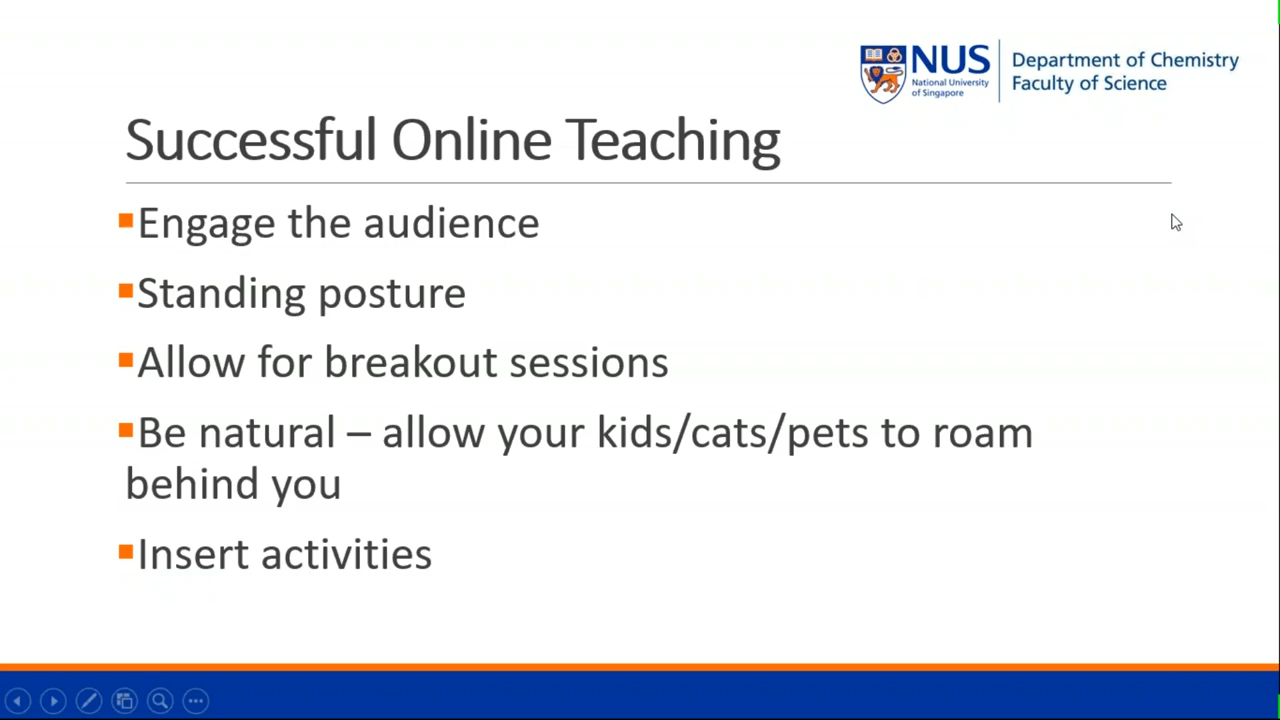 NUS
National University
of Singapore
Department of Chemistry
Faculty of Science
Successful Online Teaching
Engage the audience
Standing posture
Allow for breakout sessions
Be natural – allow your kids/cats/pets to roam
behind you
Insert activities